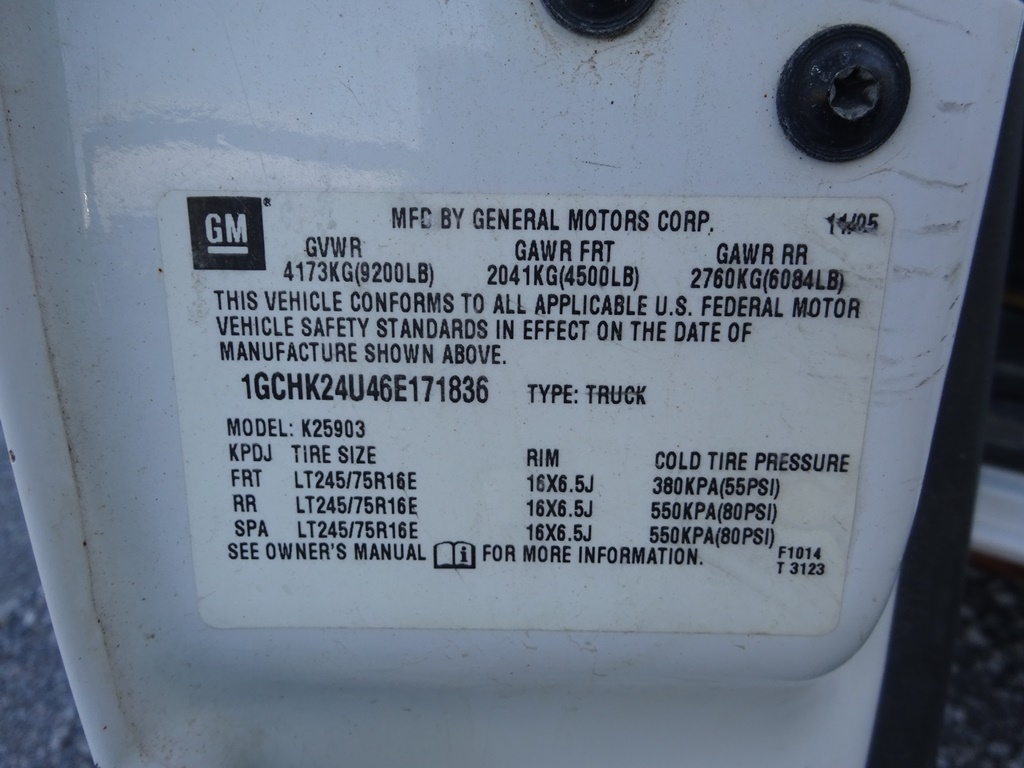 GM® MFD BY GENERAL MOTORS CORP. 11/05
GVWR GAWR FRT GAWR RR
4173KG(9200LB) 2041KG(4500LB) 2760KG(6084LB)
THIS VEHICLE CONFORMS TO ALL APPLICABLE U.S. FEDERAL MOTOR
VEHICLE SAFETY STANDARDS IN EFFECT ON THE DATE OF
MANUFACTURE SHOWN ABOVE.
1GCHK24U46E171836 TYPE: TRUCK
MODEL: K25903
KPDJ TIRE SIZE RIM COLD TIRE PRESSURE
FRT LT245/75R16E 16X6.5J 380KPA(55PSI)
RR LT245/75R16E 16X6.5J 550KPA(80PSI)
SPA LT245/75R16E 16X6.5J 550KPA(80PSI)
SEE OWNER'S MANUAL FOR MORE INFORMATION. F1014
T 3123